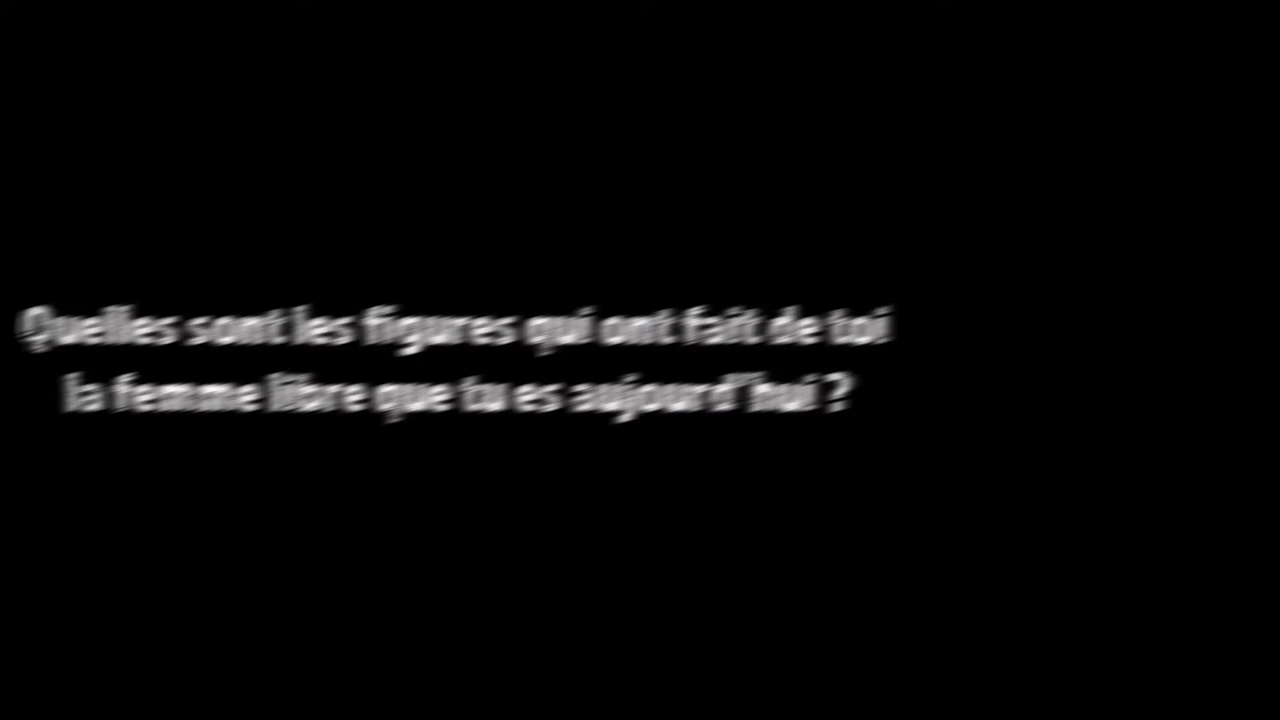 Quelles sont les figures qui ont fait de toi
la femme libre que tu es aujourd'hui ?